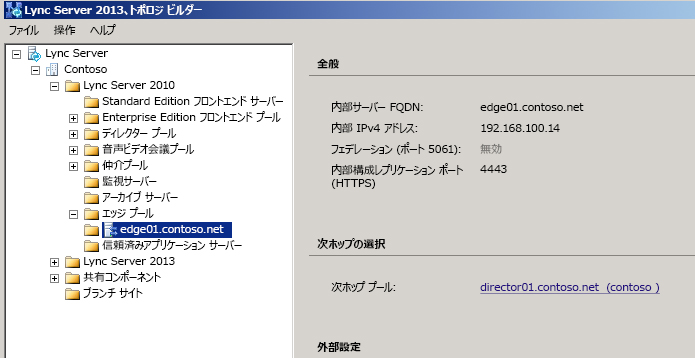 Lync Server 2013、トポロジ ビルダー
ファイル 操作 ヘルプ
Lync Server
Contoso
Lync Server 2010
Standard Edition フロントエンド サーバー
Enterprise Edition フロントエンド プール
ディレクター プール
音声ビデオ会議プール
仲介プール
監視サーバー
アーカイブ サーバー
エッジ プール
edge01.contoso.net
信頼済みアプリケーション サーバー
Lync Server 2013
共有コンポーネント
ブランチ サイト
全般
内部サーバー FQDN: edge01.contoso.net
内部 IPv4 アドレス: 192.168.100.14
フェデレーション (ポート 5061): 無効
内部構成レプリケーション ポート 4443
(HTTPS)
次ホップの選択
次ホップ プール: director01.contoso.net (contoso )
外部設定